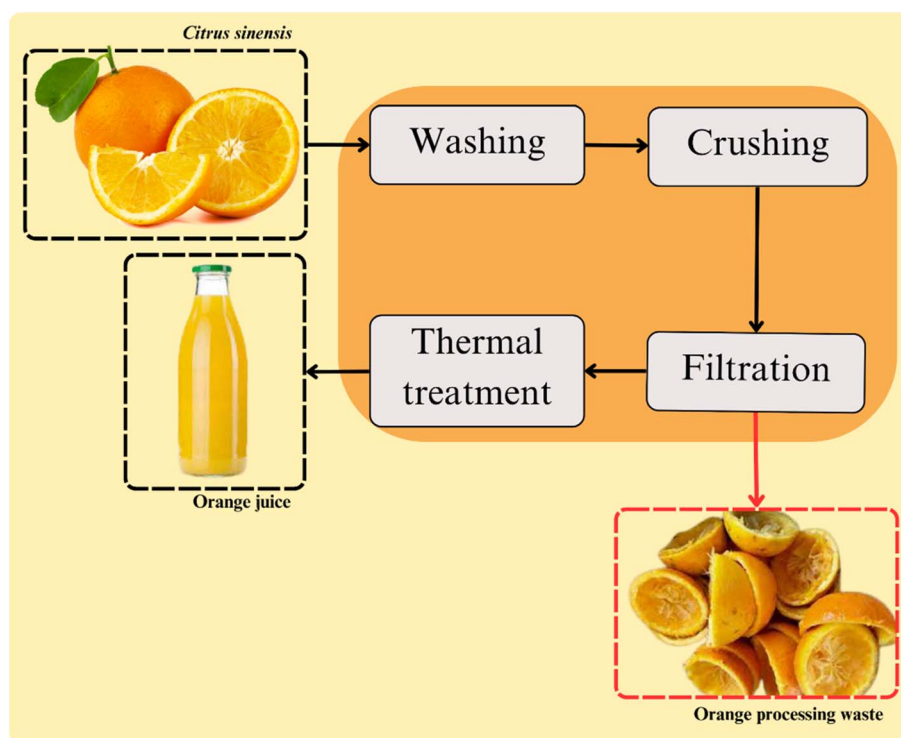 Citrus sinensis
Washing
Crushing
Thermal
treatment
Filtration
Orange juice
Orange processing waste